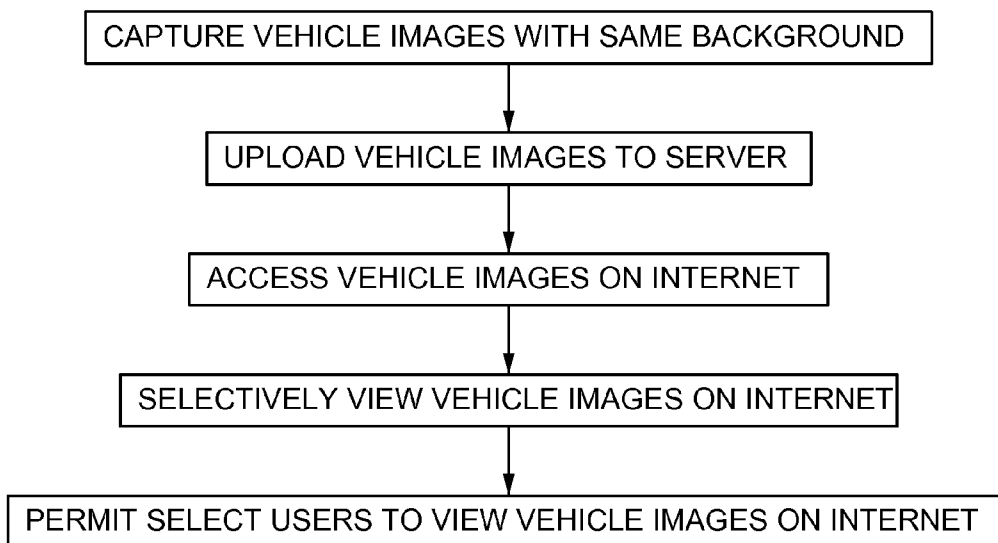 CAPTURE VEHICLE IMAGES WITH SAME BACKGROUND
UPLOAD VEHICLE IMAGES TO SERVER
ACCESS VEHICLE IMAGES ON INTERNET
SELECTIVELY VIEW VEHICLE IMAGES ON INTERNET
PERMIT SELECT USERS TO VIEW VEHICLE IMAGES ON INTERNET